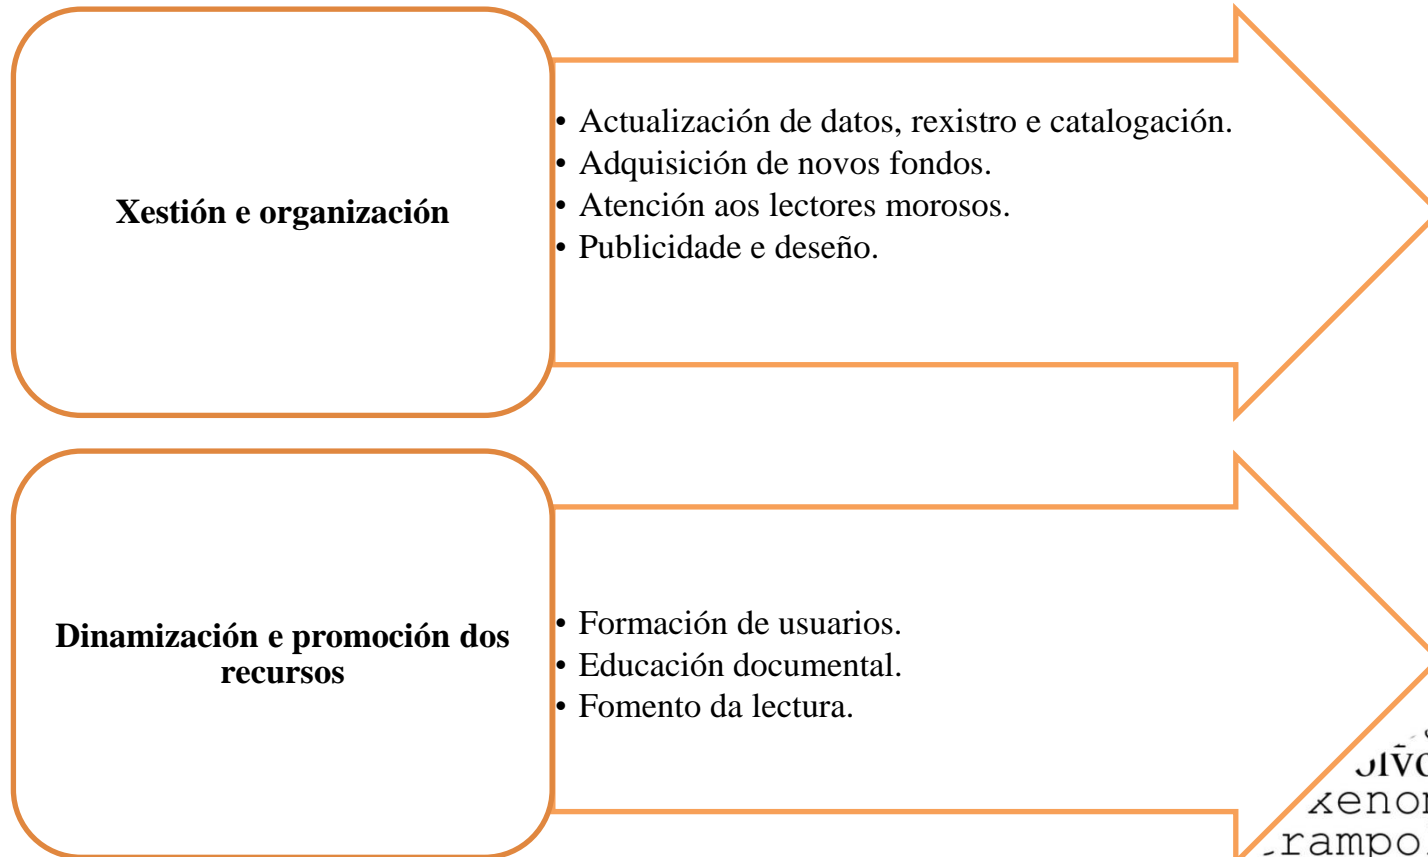 Xestión e organización
• Actualización de datos, rexistro e catalogación.
• Adquisición de novos fondos.
• Atención aos lectores morosos.
• Publicidade e deseño.
Dinamización e promoción dos
recursos
• Formación de usuarios.
• Educación documental.
• Fomento da lectura.